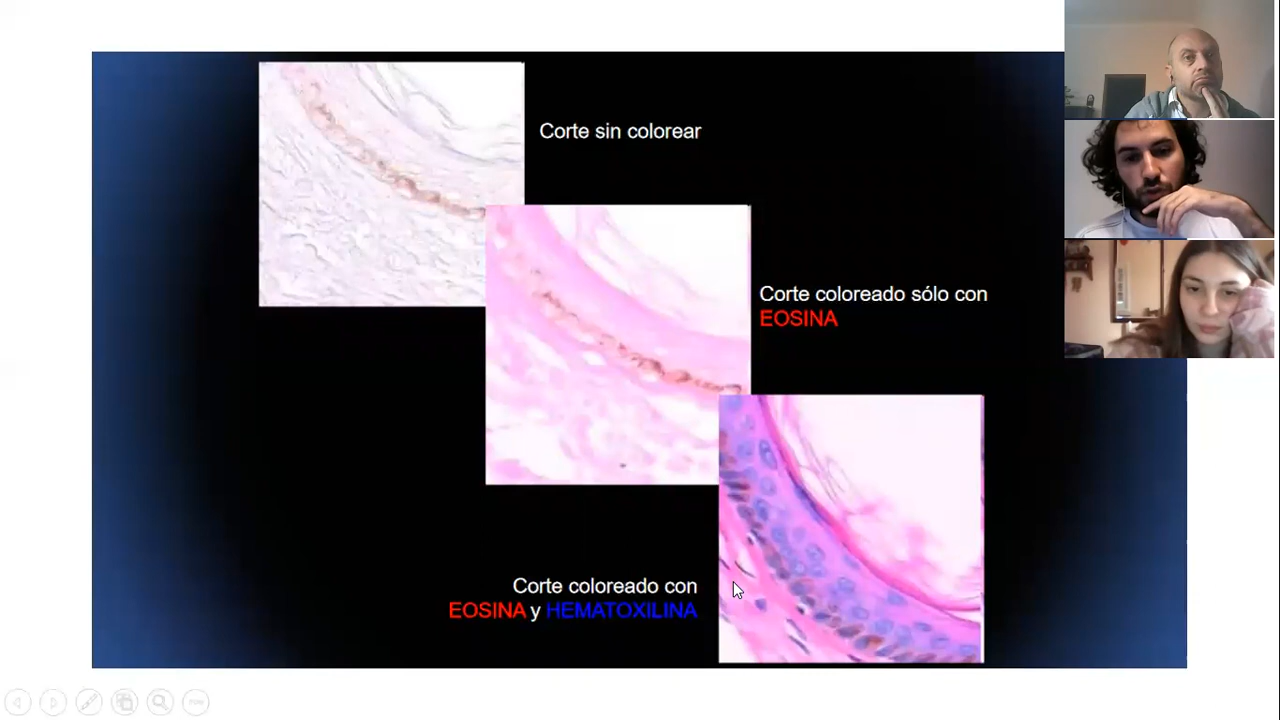 Corte sin colorear
Corte coloreado sólo con
EOSINA
Corte coloreado con
EOSINA y HEMATOXILINA